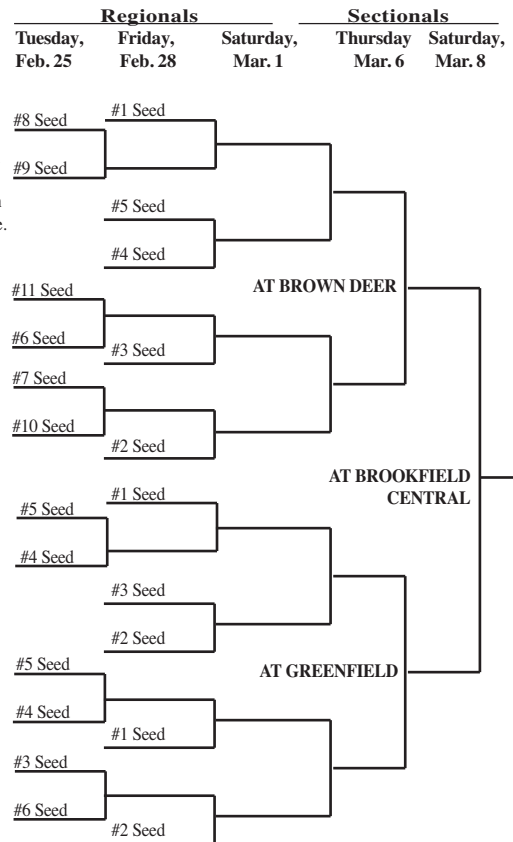 Regionals
Sectionals
Tuesday,
Feb. 25
Friday,
Feb. 28
Saturday,
Mar. 1
Thursday
Mar. 6
Saturday,
Mar. 8
#1 Seed
#8 Seed
#9 Seed
e.
#5 Seed
#4 Seed
AT BROWN DEER
#11 Seed
#6 Seed
#3 Seed
#7 Seed
#10 Seed
#2 Seed
AT BROOKFIELD
CENTRAL
#1 Seed
#5 Seed
#4 Seed
#3 Seed
#2 Seed
AT GREENFIELD
#5 Seed
#4 Seed
#1 Seed
#3 Seed
#6 Seed
#2 Seed